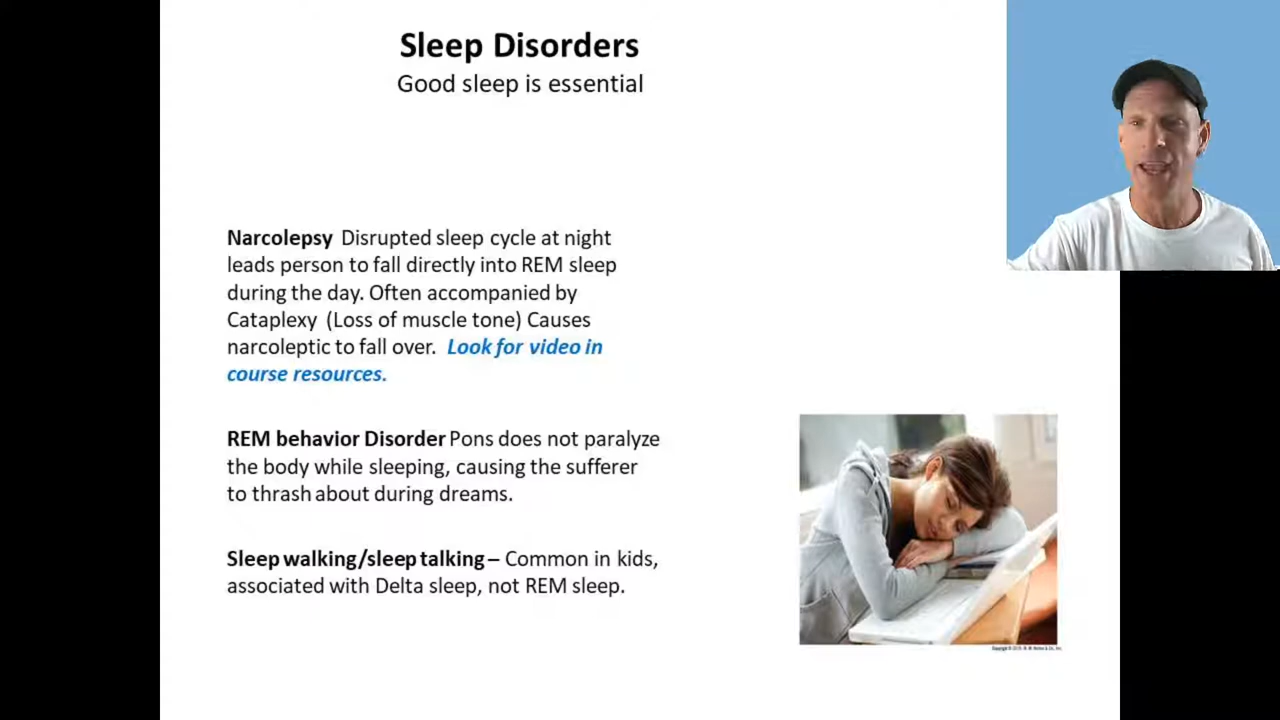 Sleep Disorders
Good sleep is essential
Narcolepsy Disrupted sleep cycle at night
leads person to fall directly into REM sleep
during the day. Often accompanied by
Cataplexy (Loss of muscle tone) Causes
narcoleptic to fall over. Look for video in
course resources.
REM behavior Disorder Pons does not paralyze
the body while sleeping, causing the sufferer
to thrash about during dreams.
Sleep walking/sleep talking – Common in kids,
associated with Delta sleep, not REM sleep.